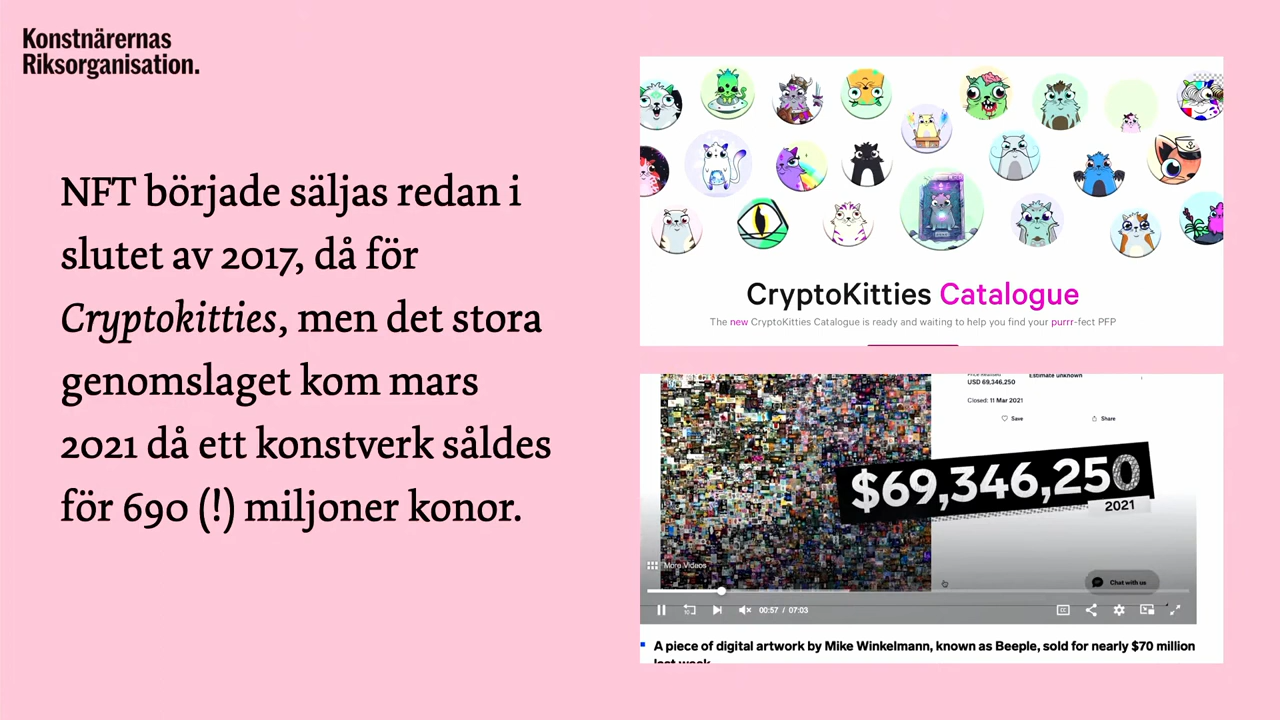 Konstnärernas
Riksorganisation.
NFT började säljas redan i
slutet av 2017, då för
Cryptokitties, men det stora
genomslaget kom mars
2021 då ett konstverk såldes
för 690 (!) miljoner konor.
CryptoKitties Catalogue
The new CryptoKitties Catalogue is ready and waiting to help you find your purrr-fect PFP
Estimate unknown
USD 69,346,250
Closed: 11 Mar 2021
Save
Share
$69,346,250
2021
More Videos
Chat with us
00:57 / 07:03
A piece of digital artwork by Mike Winkelmann, known as Beeple, sold for nearly $70 million
last week